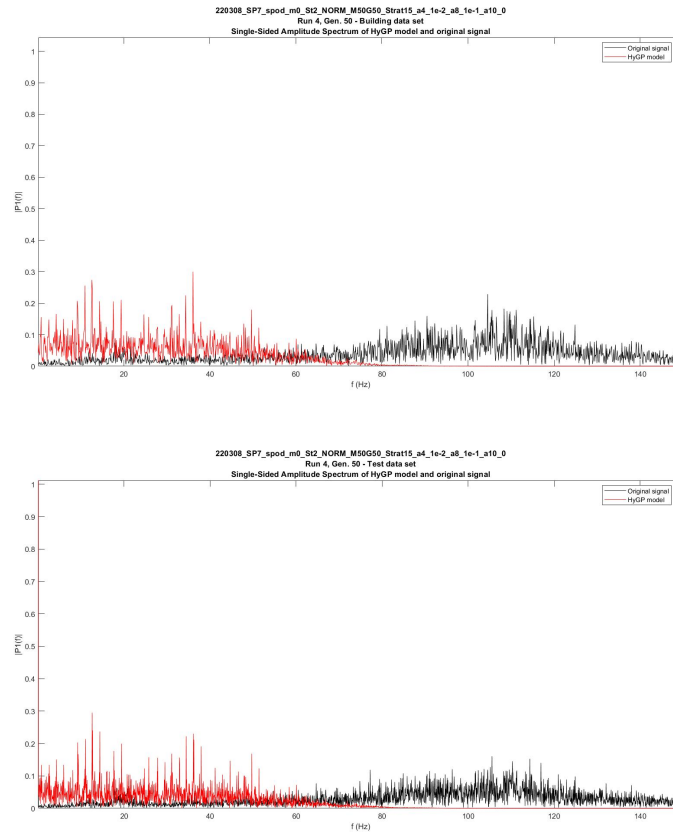 220308_SP7_spod_m0_St2_NORM_M50G50_Strat15_a4_1e-2_a8_1e-1_a10_0
Run 4, Gen. 50 - Building data set
Single-Sided Amplitude Spectrum of HyGP model and original signal
Original signal
HyGP model
1
0.9
0.8
0.7
0.6
0.5
0.4
0.3
0.2
0.1
0
|P1(f)|
20
40
60
80
100
120
140
f (Hz)
220308_SP7_spod_m0_St2_NORM_M50G50_Strat15_a4_1e-2_a8_1e-1_a10_0
Run 4, Gen. 50 - Test data set
Single-Sided Amplitude Spectrum of HyGP model and original signal
Original signal
HyGP model
1
0.9
0.8
0.7
0.6
0.5
0.4
0.3
0.2
0.1
0
|P1(f)|
20
40
60
80
100
120
140
f (Hz)